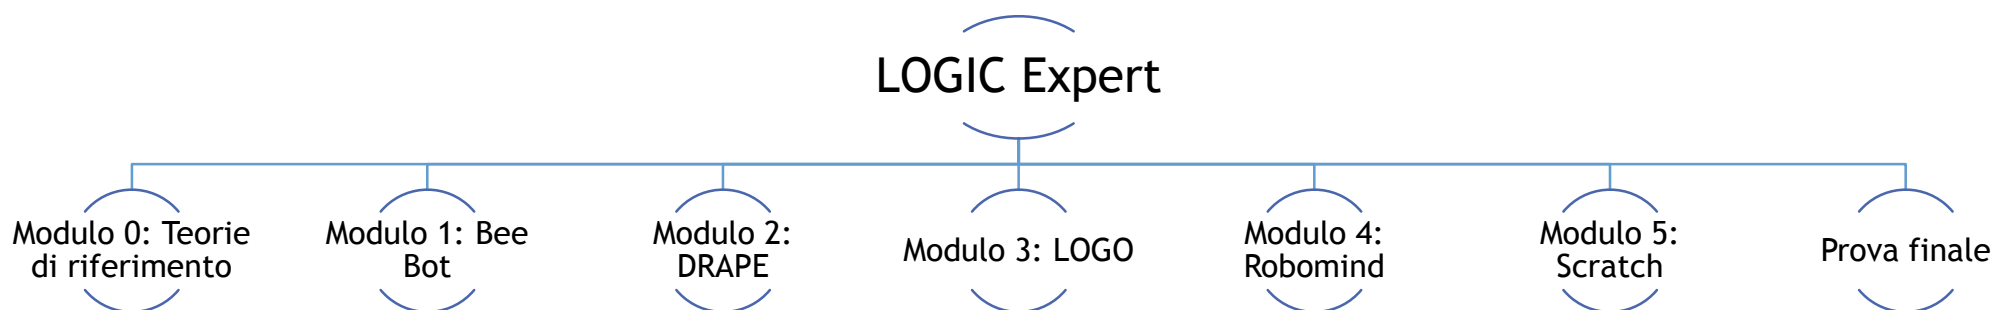 LOGIC Expert
Modulo 0: Teorie
di riferimento
Modulo 1: Bee
Bot
Modulo 2:
DRAPE
Modulo 3: LOGO
Modulo 4:
Robomind
Modulo 5:
Scratch
Prova finale